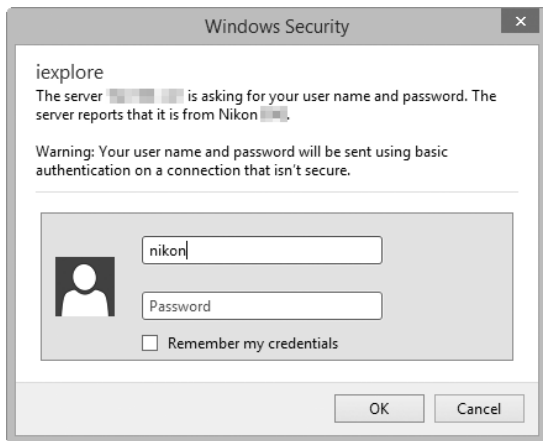 Windows Security
iexplore
The server is asking for your user name and password. The
server reports that it is from Nikon .
Warning: Your user name and password will be sent using basic
authentication on a connection that isn't secure.
nikon
Password
Remember my credentials
OK Cancel